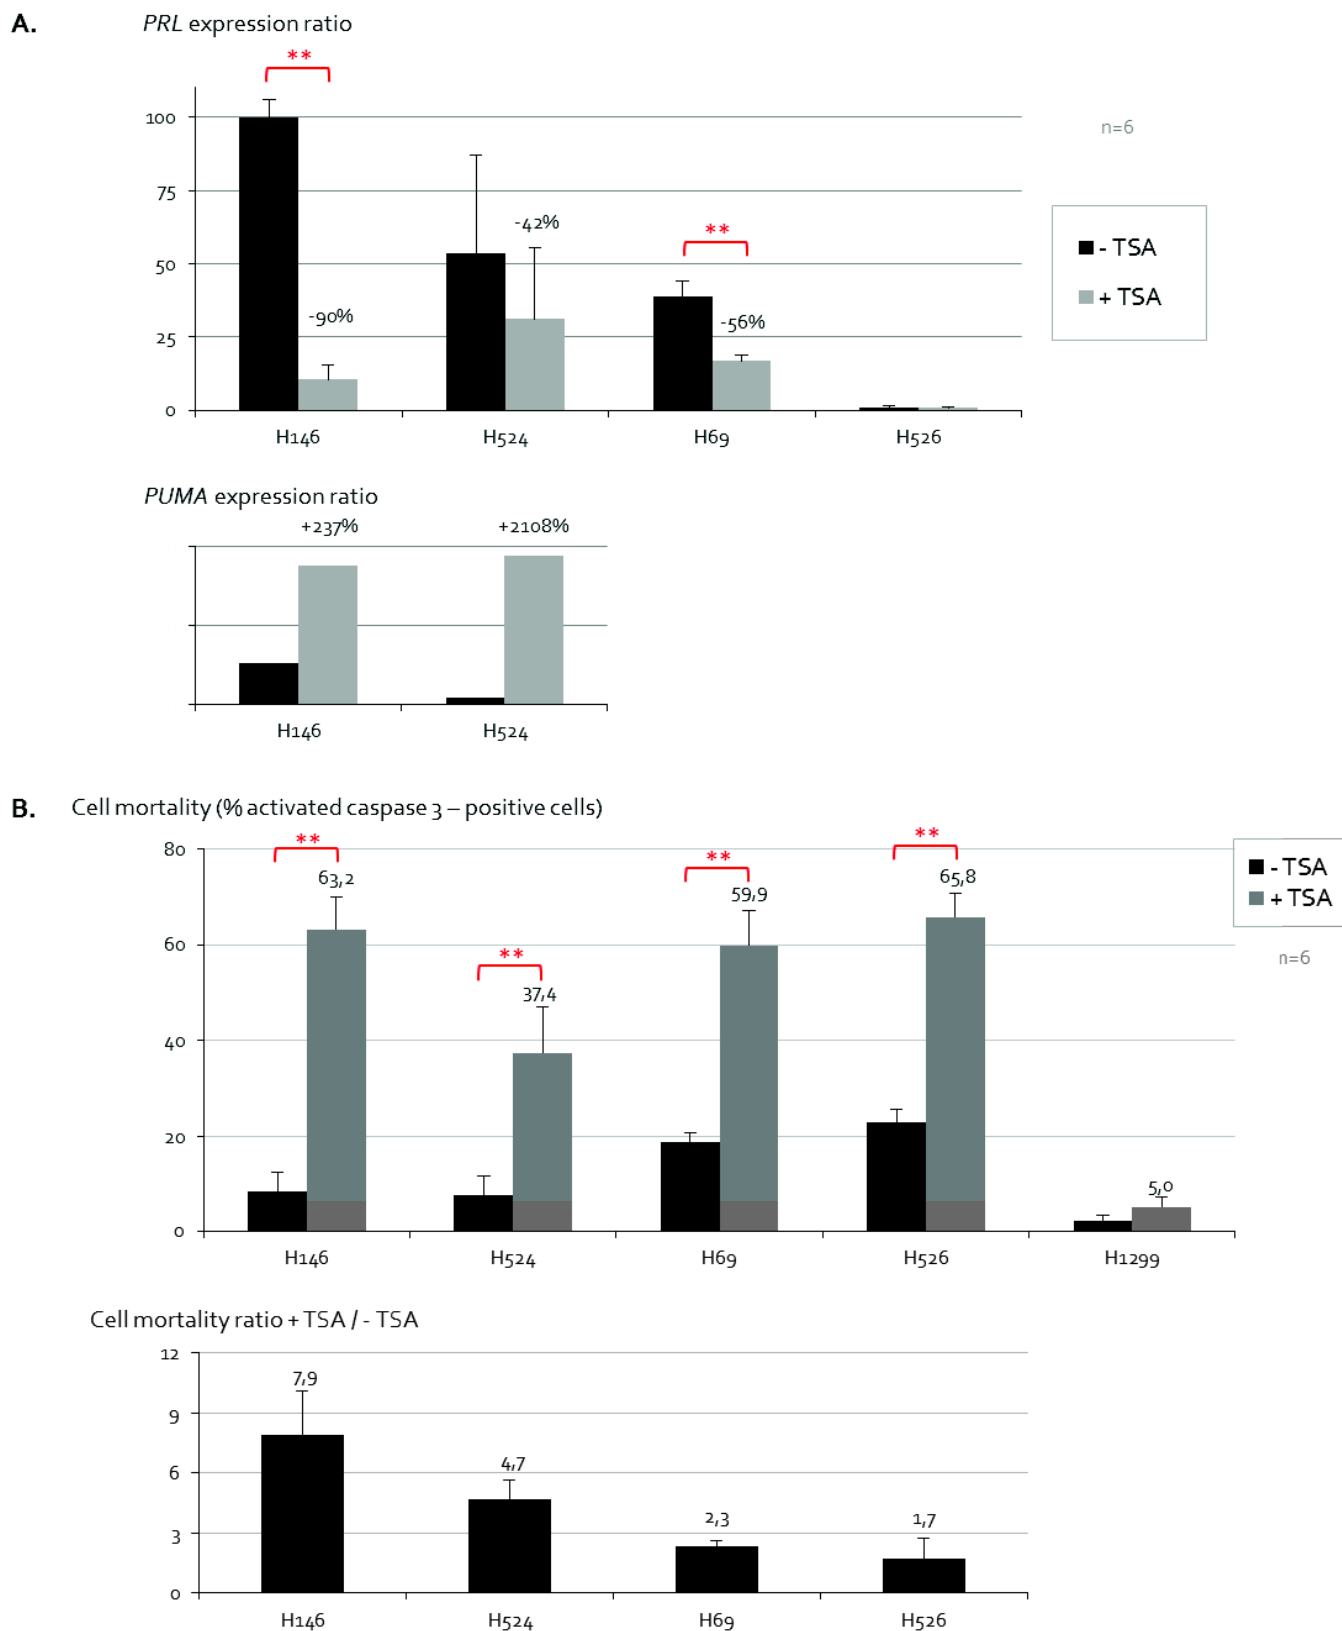 A.
PRL expression ratio
**
100
75
50
25
0
-90%
-42%
**
-56%
n=6
- TSA
+ TSA
H146
H524
H69
H526
PUMA expression ratio
+237%
+2108%
H146
H524
B. Cell mortality (% activated caspase 3 – positive cells)
80
60
40
20
0
**
63,2
**
37,4
**
59,9
**
65,8
5,0
- TSA
+ TSA
n=6
H146
H524
H69
H526
H1299
Cell mortality ratio + TSA / - TSA
12
9
6
3
0
7,9
4,7
2,3
1,7
H146
H524
H69
H526